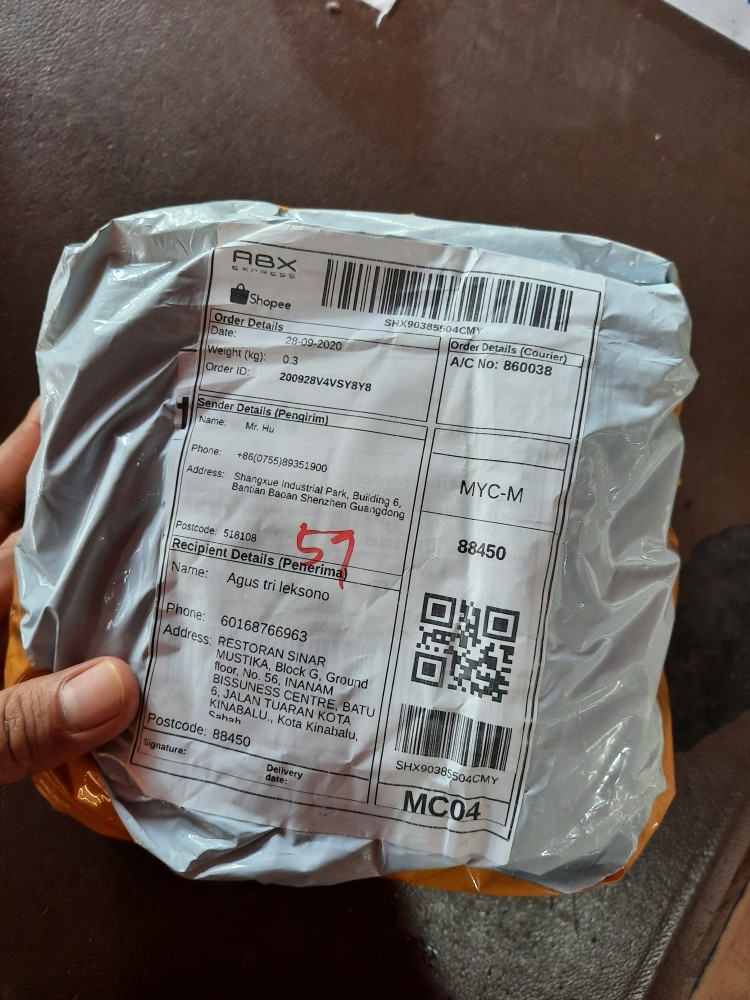 ABX
EXPRESS
Shopee
SHX90385504CMY
Order Details
Date: 28-09-2020
Weight (kg): 0.3
Order ID: 200928V4VSY8Y8
Order Details (Courier)
A/C No: 860038
Sender Details (Pengirim)
Name: Mr. Hu
Phone: +86(0755)89351900
Address: Shangxue Industrial Park, Building 6,
Bantian Baoan Shenzhen Guangdong
Postcode: 518108
57
MYC-M
88450
Recipient Details (Penerima)
Name: Agus tri leksono
Phone: 60168766963
Address: RESTORAN SINAR
MUSTIKA, Block G, Ground
floor, No. 56, INANAM
BISSUNESS CENTRE, BATU
6, JALAN TUARAN KOTA
KINABALU., Kota Kinabalu,
Sabah
Postcode: 88450
Signature:
Delivery
date:
SHX90385504CMY
MC04